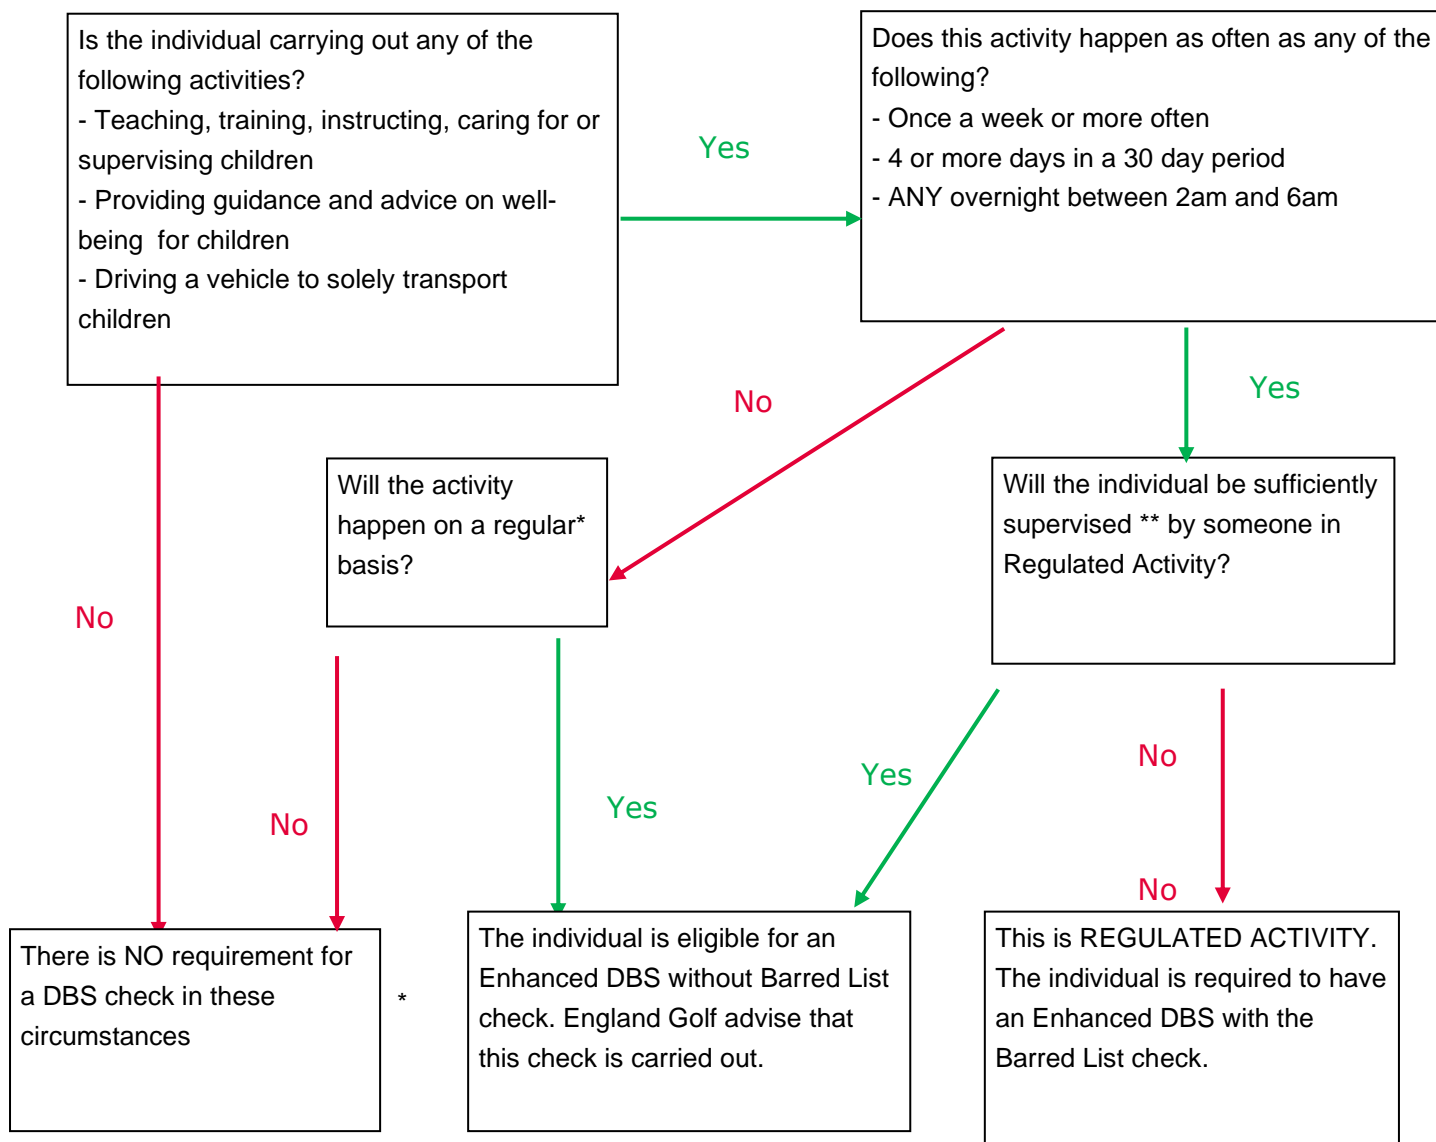 Is the individual carrying out any of the
following activities?
- Teaching, training, instructing, caring for or
supervising children
- Providing guidance and advice on well-
being  for children
- Driving a vehicle to solely transport
children
Yes
Does this activity happen as often as any of the
following?
- Once a week or more often
- 4 or more days in a 30 day period
- ANY overnight between 2am and 6am
No
Yes
Will the activity
happen on a regular*
basis?
Will the individual be sufficiently
supervised ** by someone in
Regulated Activity?
No
No
Yes
Yes
No
No
There is NO requirement for
a DBS check in these
circumstances
*
The individual is eligible for an
Enhanced DBS without Barred List
check. England Golf advise that
this check is carried out.
This is REGULATED ACTIVITY.
The individual is required to have
an Enhanced DBS with the
Barred List check.